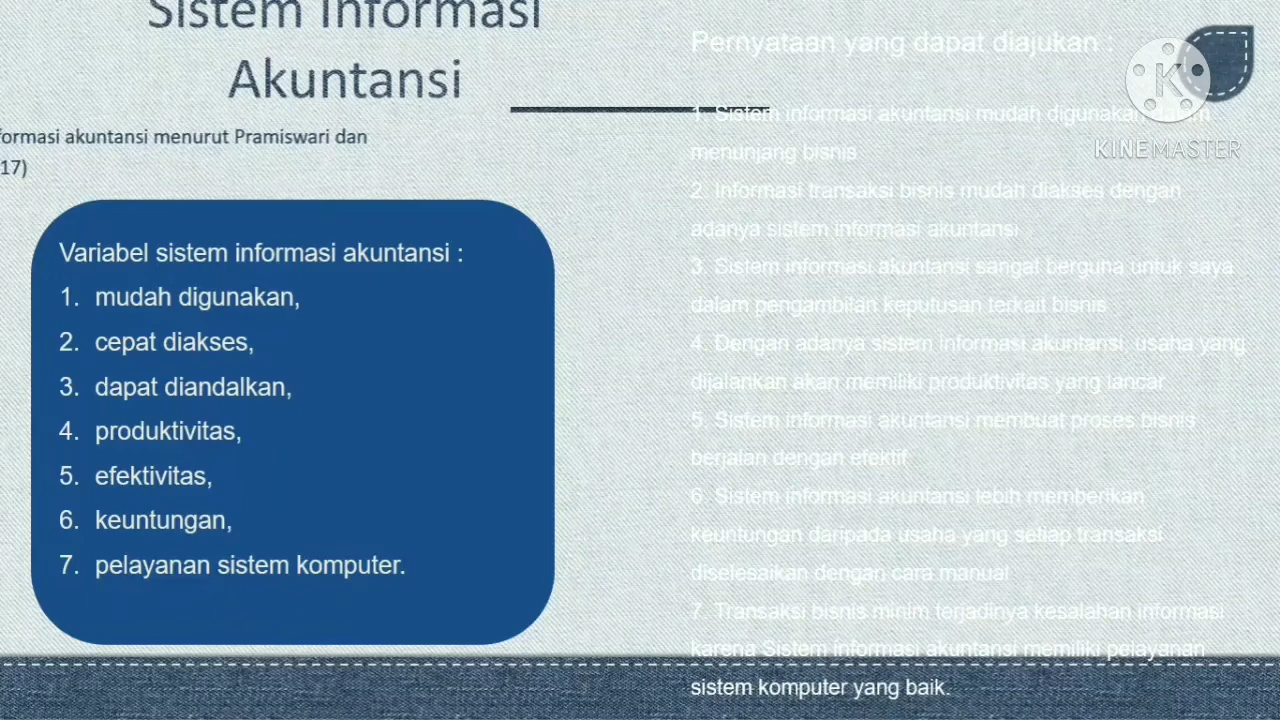 Sistem Informasi
Akuntansi
formasi akuntansi menurut Pramiswari dan
17)
Variabel sistem informasi akuntansi :
1. mudah digunakan,
2. cepat diakses,
3. dapat diandalkan,
4. produktivitas,
5. efektivitas,
6. keuntungan,
7. pelayanan sistem komputer.
Pernyataan yang dapat diajukan :
1. Sistem informasi akuntansi mudah digunakan
menunjang bisnis
2. Informasi transaksi bisnis mudah diakses dengan
adanya sistem informasi akuntansi
3. Sistem informasi akuntansi sangat berguna untuk saya
dalam pengambilan keputusan terkait bisnis
4. Dengan adanya sistem informasi akuntansi, usaha yang
dijalankan akan memiliki produktivitas yang lancar
5. Sistem informasi akuntansi membuat proses bisnis
berjalan dengan efektif
6. Sistem informasi akuntansi lebih memberikan
keuntungan daripada usaha yang setiap transaksi
diselesaikan dengan cara manual
7. Transaksi bisnis minim terjadinya kesalahan informasi
karena Sistem informasi akuntansi memiliki pelayanan
sistem komputer yang baik.
K
KINEMASTER